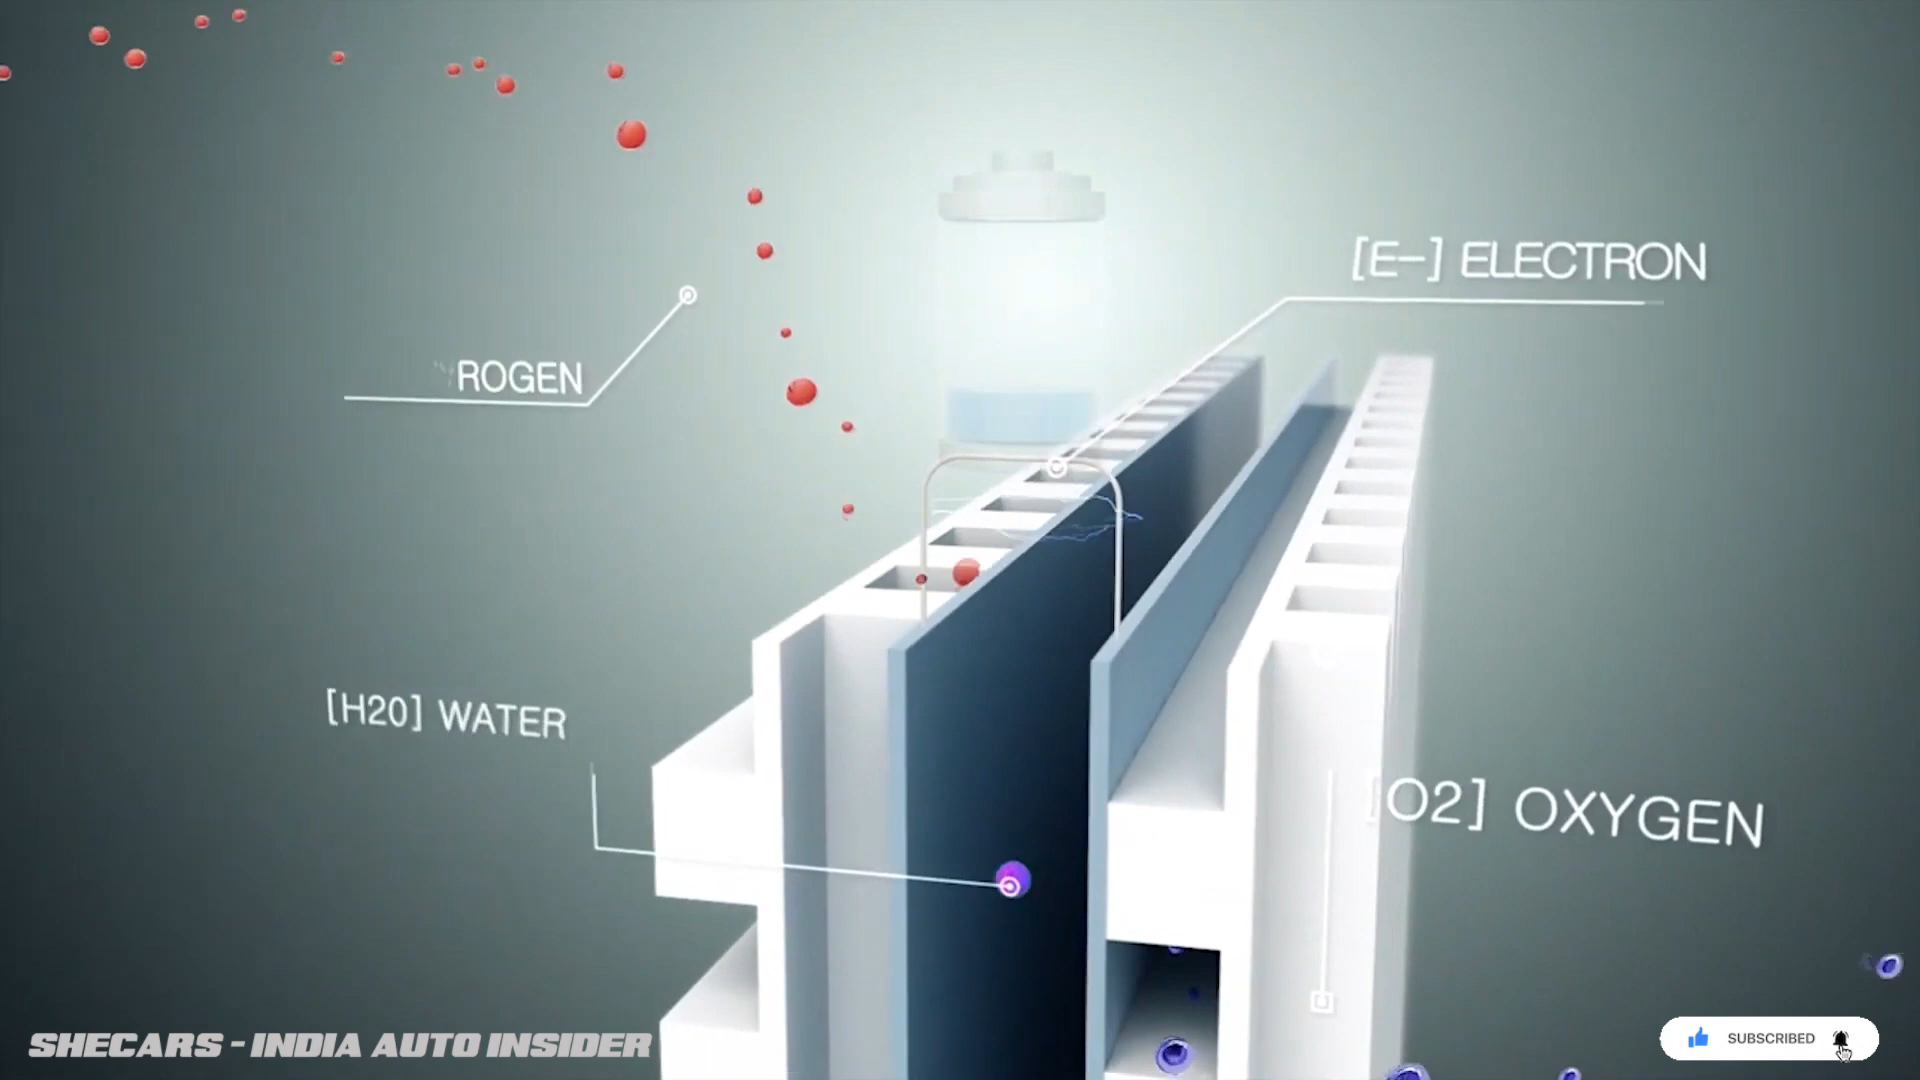 [E-] ELECTRON
ROGEN
[H20] WATER
[O2] OXYGEN
SHECARS - INDIA AUTO INSIDER
SUBSCRIBED